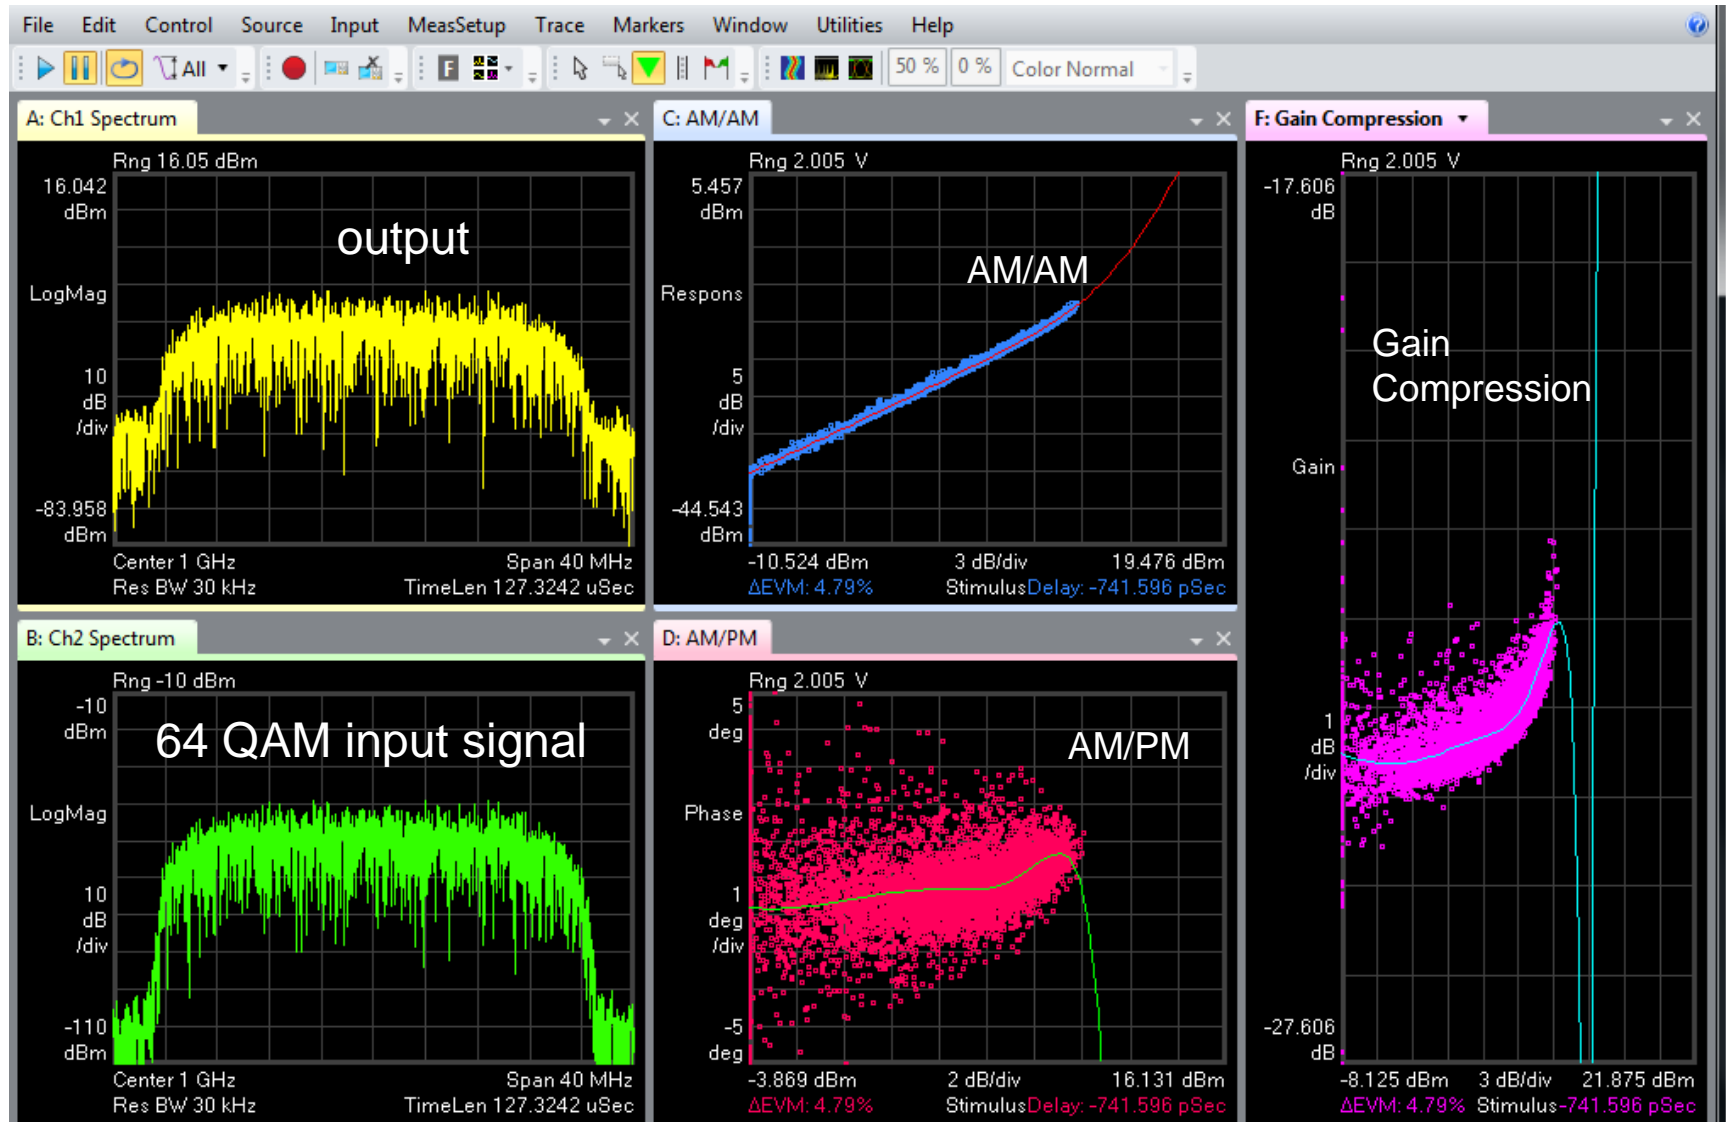 File Edit Control Source Input MeasSetup Trace Markers Window Utilities Help
All F 50 % 0 % Color Normal
A: Ch1 Spectrum
Rng 16.05 dBm
16.042
dBm
output
LogMag
10
dB
/div
-83.958
dBm
Center 1 GHz Span 40 MHz
Res BW 30 kHz TimeLen 127.3242 uSec
B: Ch2 Spectrum
Rng -10 dBm
-10
dBm
64 QAM input signal
LogMag
10
dB
/div
-110
dBm
Center 1 GHz Span 40 MHz
Res BW 30 kHz TimeLen 127.3242 uSec
C: AM/AM
Rng 2.005 V
5.457
dBm
AM/AM
Respons
5
dB
/div
-44.543
dBm
-10.524 dBm 3 dB/div 19.476 dBm
ΔEVM: 4.79% Stimulus Delay: -741.596 pSec
D: AM/PM
Rng 2.005 V
5
deg
AM/PM
Phase
1
deg
/div
-5
deg
-3.869 dBm 2 dB/div 16.131 dBm
ΔEVM: 4.79% Stimulus Delay: -741.596 pSec
F: Gain Compression
Rng 2.005 V
-17.606
dB
Gain
Compression
Gain
1
dB
/div
-27.606
dB
-8.125 dBm 3 dB/div 21.875 dBm
ΔEVM: 4.79% Stimulus -741.596 pSec